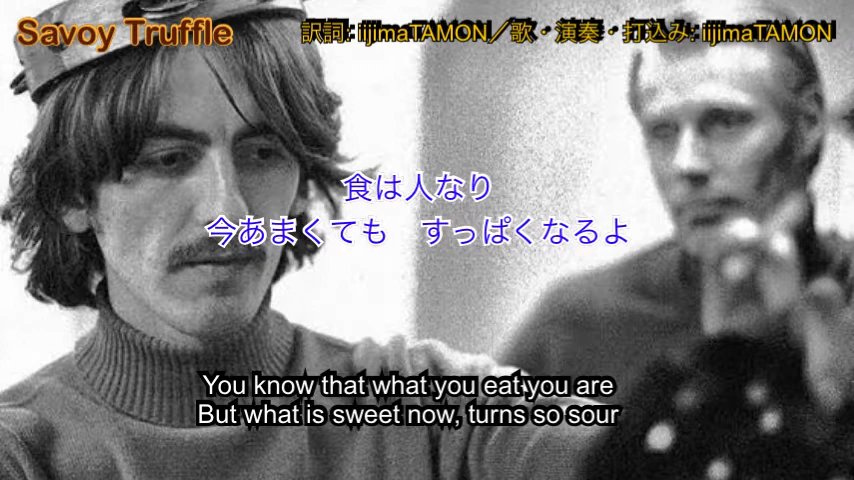 Savoy Truffle
訳詞: iijimaTAMON／歌・演奏・打込み: iijimaTAMON
食は人なり
今あまくても　すっぱくなるよ
You know that what you eat you are
But what is sweet now, turns so sour